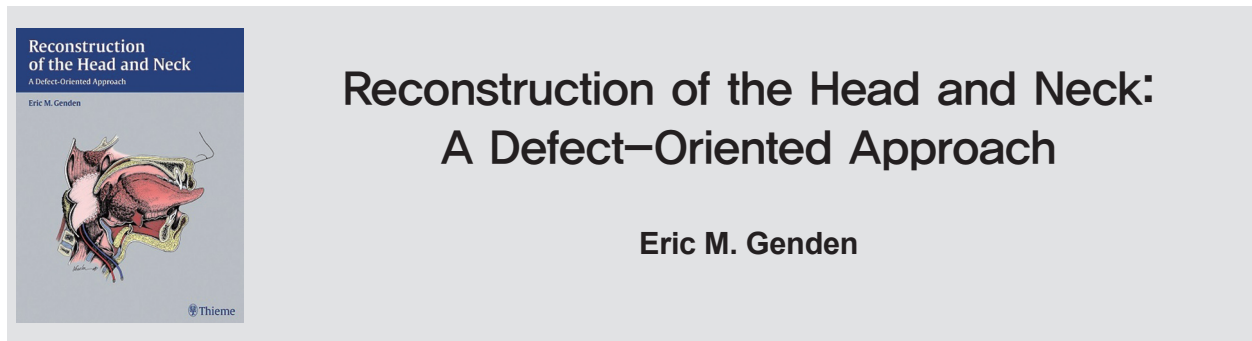 Reconstruction
of the Head and Neck
A Defect-Oriented Approach
Eric M. Genden
Thieme
Reconstruction of the Head and Neck:
A Defect-Oriented Approach
Eric M. Genden